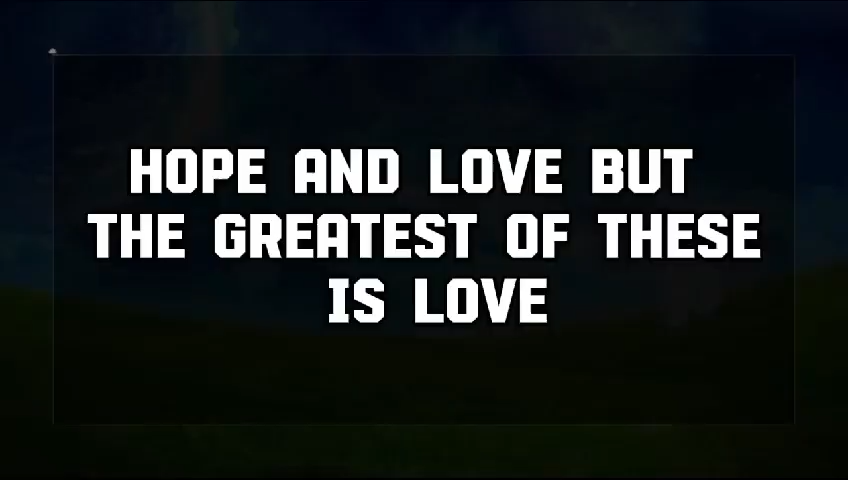 HOPE AND LOVE BUT
THE GREATEST OF THESE
IS LOVE